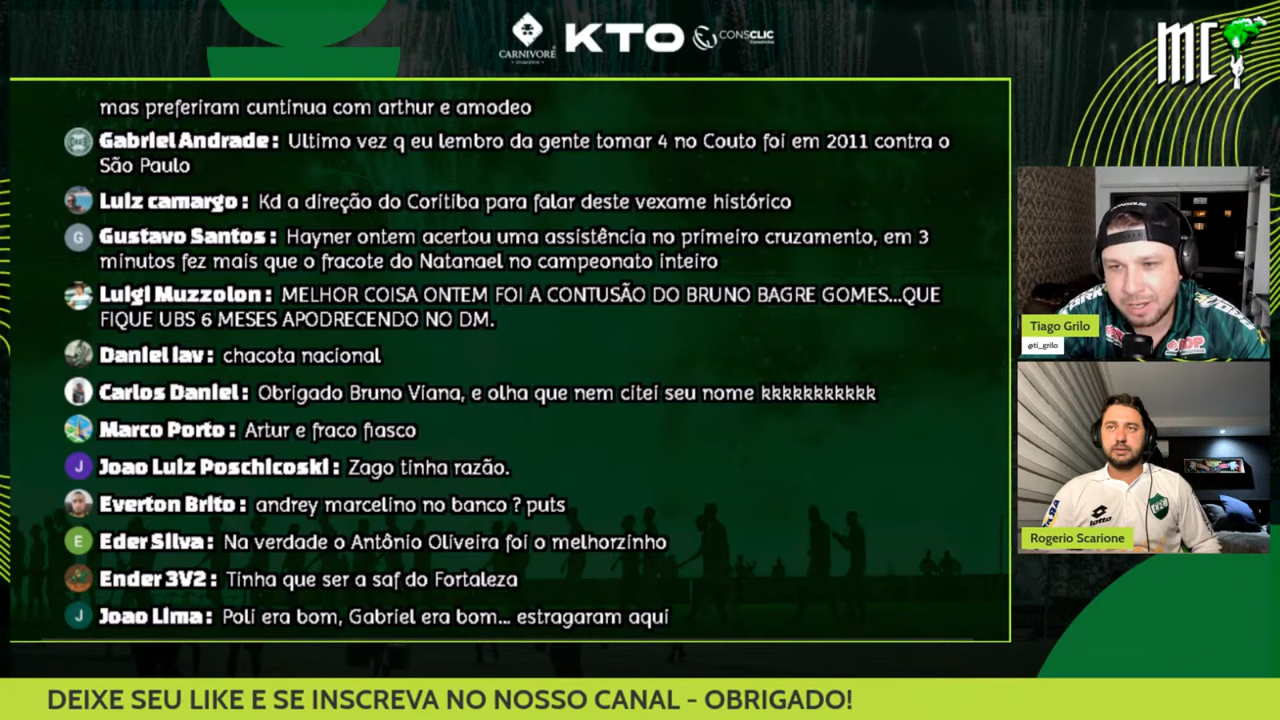 CARNIVORÊ
KTO
CONSCLIC
MC
mas preferiram cuntinua com arthur e amodeo
Gabriel Andrade : Ultimo vez q eu lembro da gente tomar 4 no Couto foi em 2011 contra o
São Paulo
Luiz camargo : Kd a direção do Coritiba para falar deste vexame histórico
G Gustavo Santos : Hayner ontem acertou uma assistência no primeiro cruzamento, em 3
minutos fez mais que o fracote do Natanael no campeonato inteiro
Luigi Muzzolon : MELHOR COISA ONTEM FOI A CONTUSÃO DO BRUNO BAGRE GOMES...QUE
FIQUE UBS 6 MESES APODRECENDO NO DM.
Daniel lav : chacota nacional
Carlos Daniel : Obrigado Bruno Viana, e olha que nem citei seu nome kkkkkkkkkkk
Marco Porto : Artur e fraco fiasco
J Joao Luiz Poschicoski : Zago tinha razão.
Everton Brito : andrey marcelino no banco ? puts
E Eder Silva : Na verdade o Antônio Oliveira foi o melhorzinho
Ender 3V2 : Tinha que ser a saf do Fortaleza
J Joao Lima : Poli era bom, Gabriel era bom... estragaram aqui
Tiago Grilo
@ti_grilo
lotto
Rogerio Scarione
DEIXE SEU LIKE E SE INSCREVA NO NOSSO CANAL - OBRIGADO!